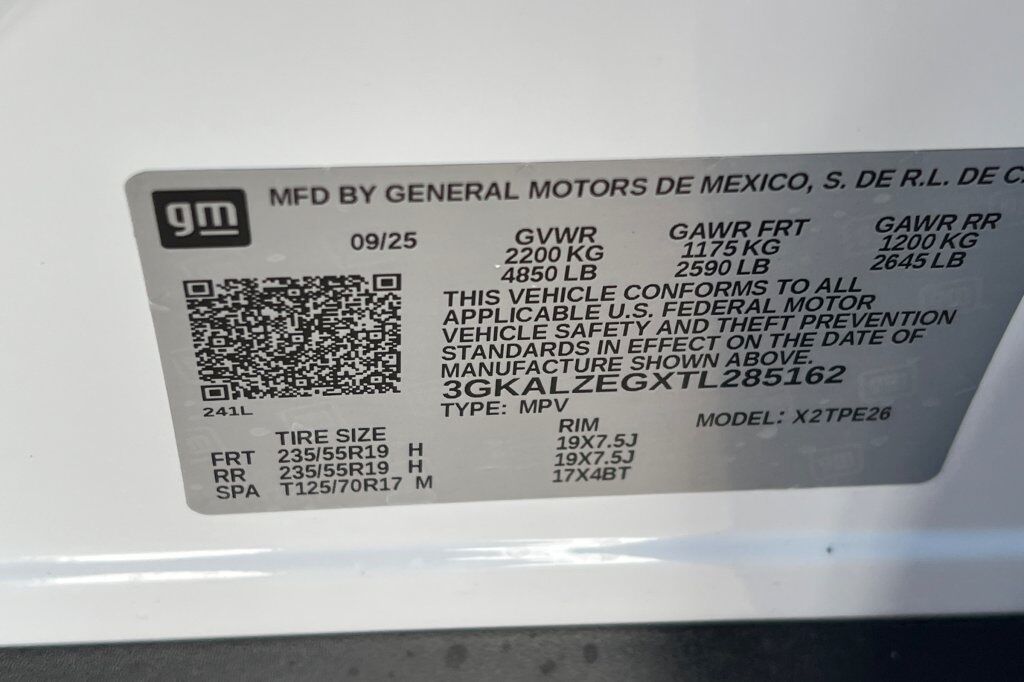 gm
MFD BY GENERAL MOTORS DE MEXICO, S. DE R.L. DE C
09/25
GVWR GAWR FRT GAWR RR
2200 KG 1175 KG 1200 KG
4850 LB 2590 LB 2645 LB
THIS VEHICLE CONFORMS TO ALL
APPLICABLE U.S. FEDERAL MOTOR
VEHICLE SAFETY AND THEFT PREVENTION
STANDARDS IN EFFECT ON THE DATE OF
MANUFACTURE SHOWN ABOVE.
3GKALZEGXTL285162
TYPE: MPV MODEL: X2TPE26
241L
TIRE SIZE RIM
FRT 235/55R19 H 19X7.5J
RR 235/55R19 H 19X7.5J
SPA T125/70R17 M 17X4BT